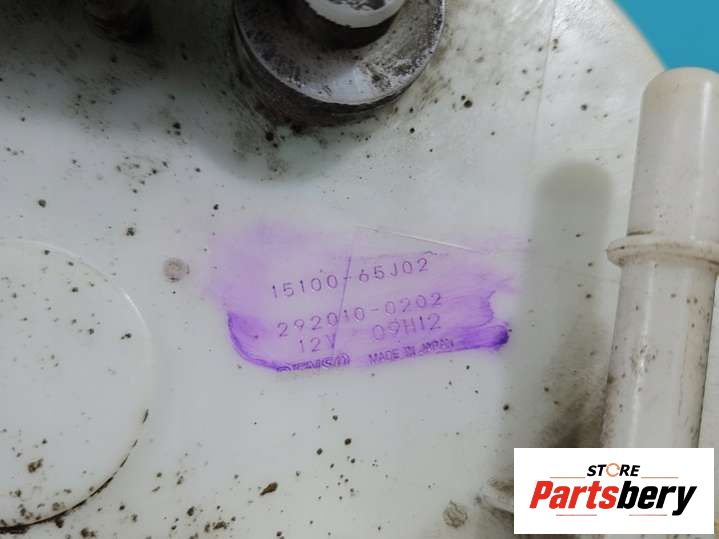 15100-65J02
292010-0202
12V 09H12
DENSO MADE IN JAPAN
STORE
Partsbery